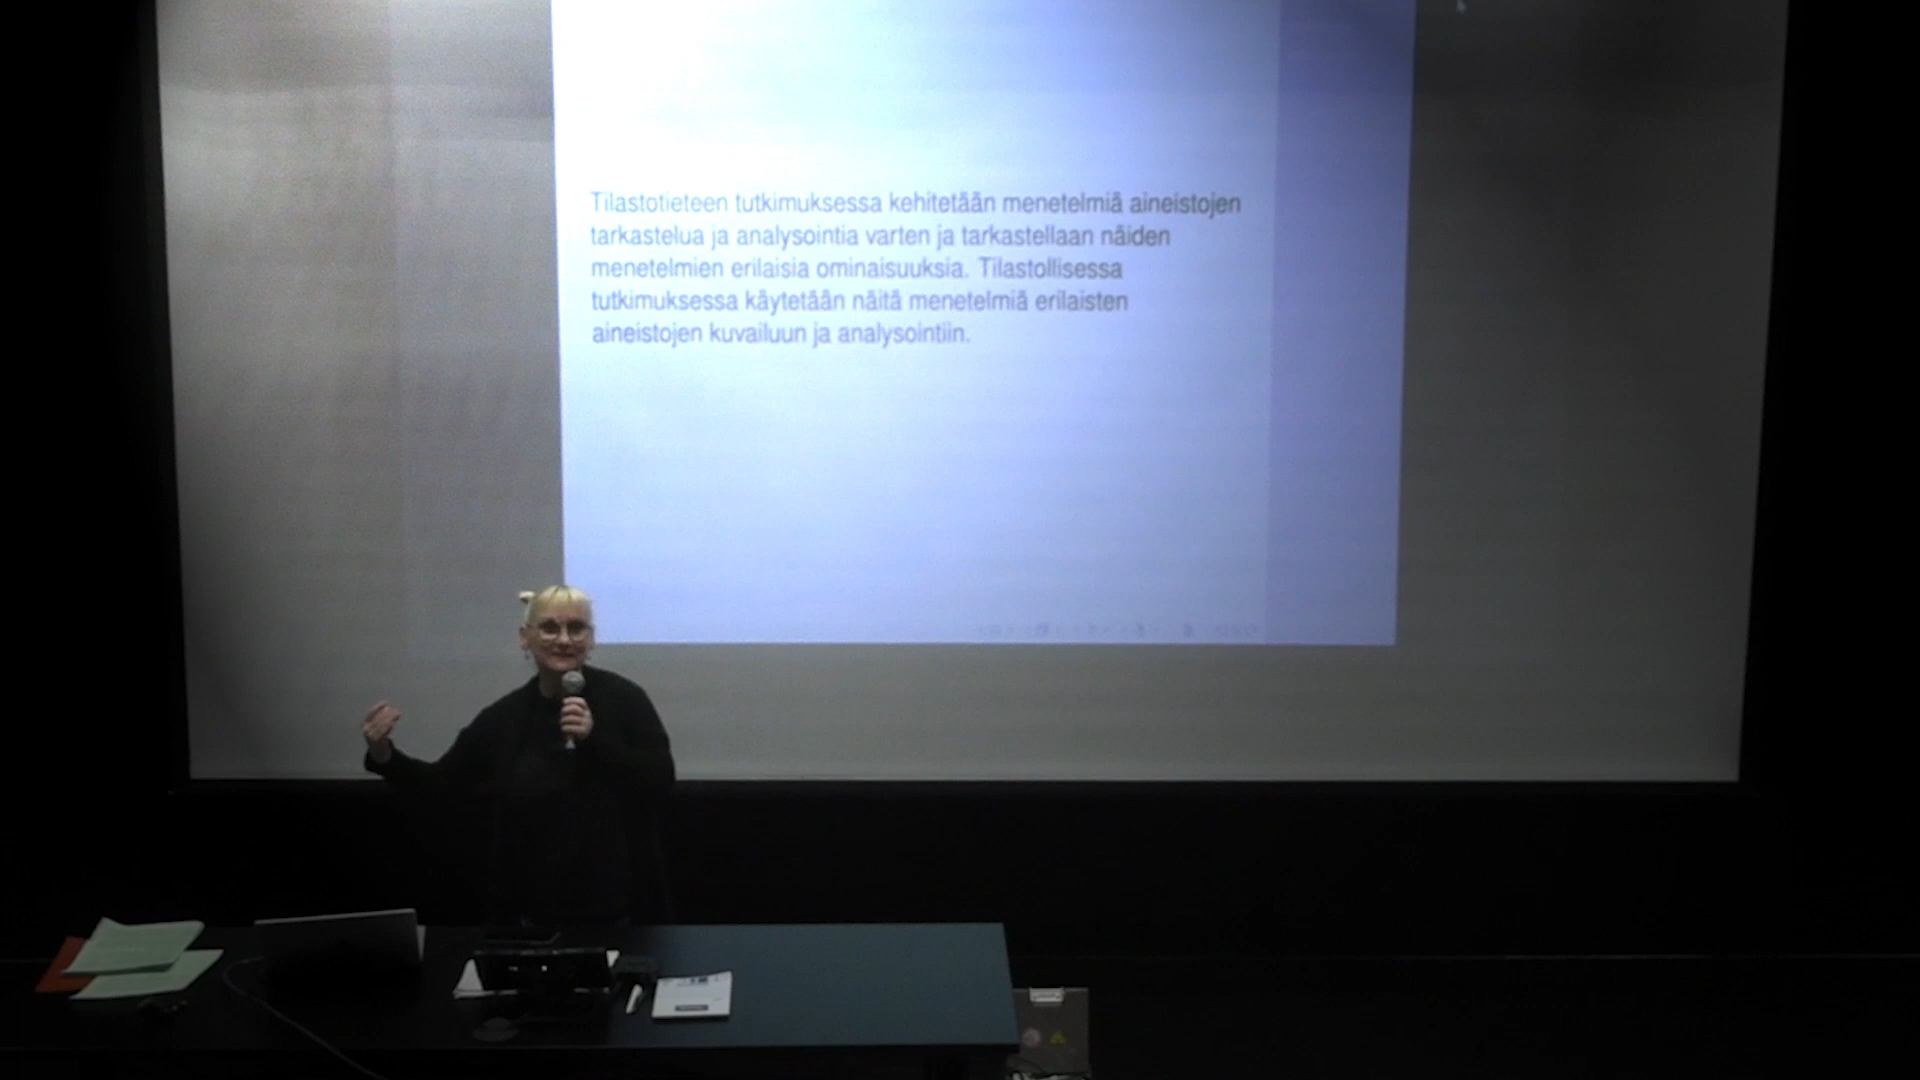 Tilastotieteen tutkimuksessa kehitetään menetelmiä aineistojen
tarkastelua ja analysointia varten ja tarkastellaan näiden
menetelmien erilaisia ominaisuuksia. Tilastollisessa
tutkimuksessa käytetään näitä menetelmiä erilaisten
aineistojen kuvailuun ja analysointiin.